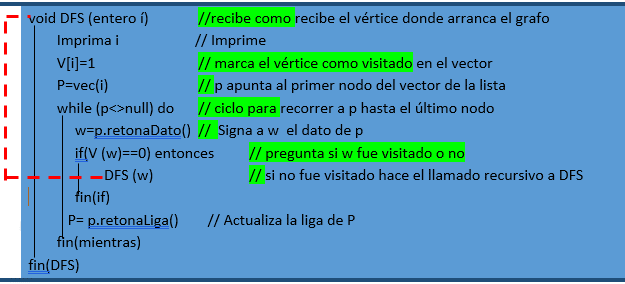 void DFS (entero í) //recibe como recibe el vértice donde arranca el grafo
Imprima i // Imprime
V[i]=1 // marca el vértice como visitado en el vector
P=vec(i) // p apunta al primer nodo del vector de la lista
while (p<>null) do // ciclo para recorrer a p hasta el último nodo
w=p.retonaDato() // Signa a w el dato de p
if(V (w)==0) entonces // pregunta si w fue visitado o no
DFS (w) // si no fue visitado hace el llamado recursivo a DFS
fin(if)
P= p.retonaLiga() // Actualiza la liga de P
fin(mientras)
fin(DFS)